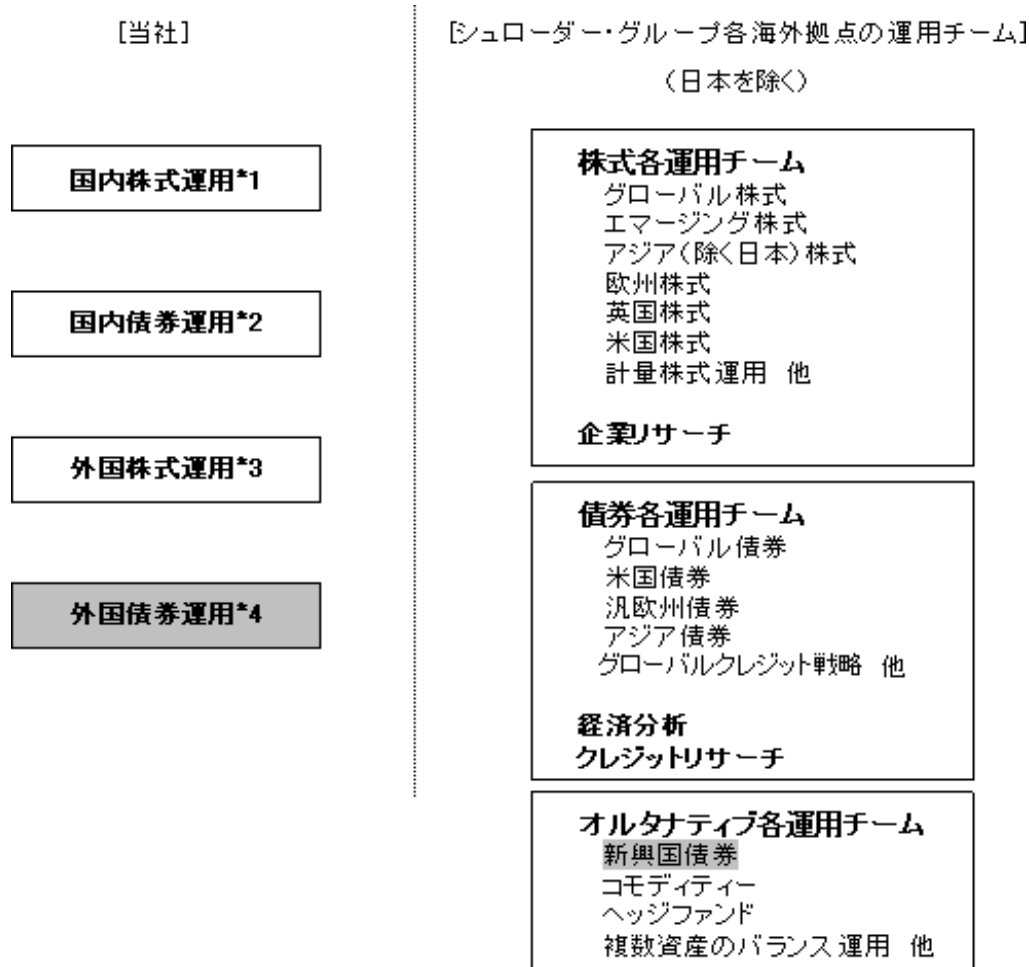 [当社]
国内株式運用*1
国内債券運用*2
外国株式運用*3
外国債券運用*4
[シュローダー・グループ各海外拠点の運用チーム]
（日本を除く）
株式各運用チーム
グローバル株式
エマージング株式
アジア（除く日本）株式
欧州株式
英国株式
米国株式
計量株式運用 他
企業リサーチ
債券各運用チーム
グローバル債券
米国債券
汎欧州債券
アジア債券
グローバルクレジット戦略 他
経済分析
クレジットリサーチ
オルタナティブ各運用チーム
新興国債券
コモディティー
ヘッジファンド
複数資産のバランス運用 他